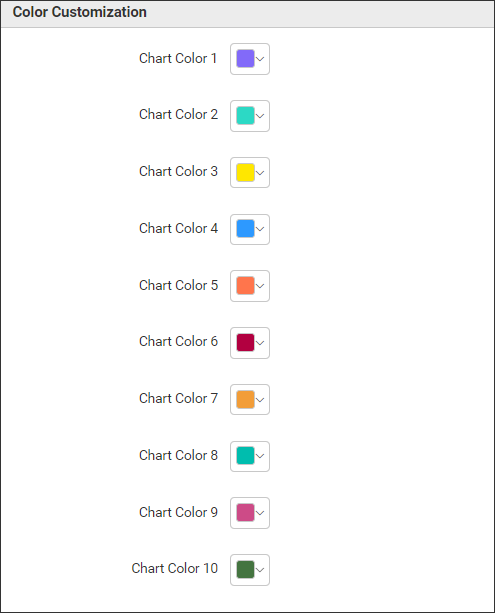 Color Customization
Chart Color 1
Chart Color 2
Chart Color 3
Chart Color 4
Chart Color 5
Chart Color 6
Chart Color 7
Chart Color 8
Chart Color 9
Chart Color 10